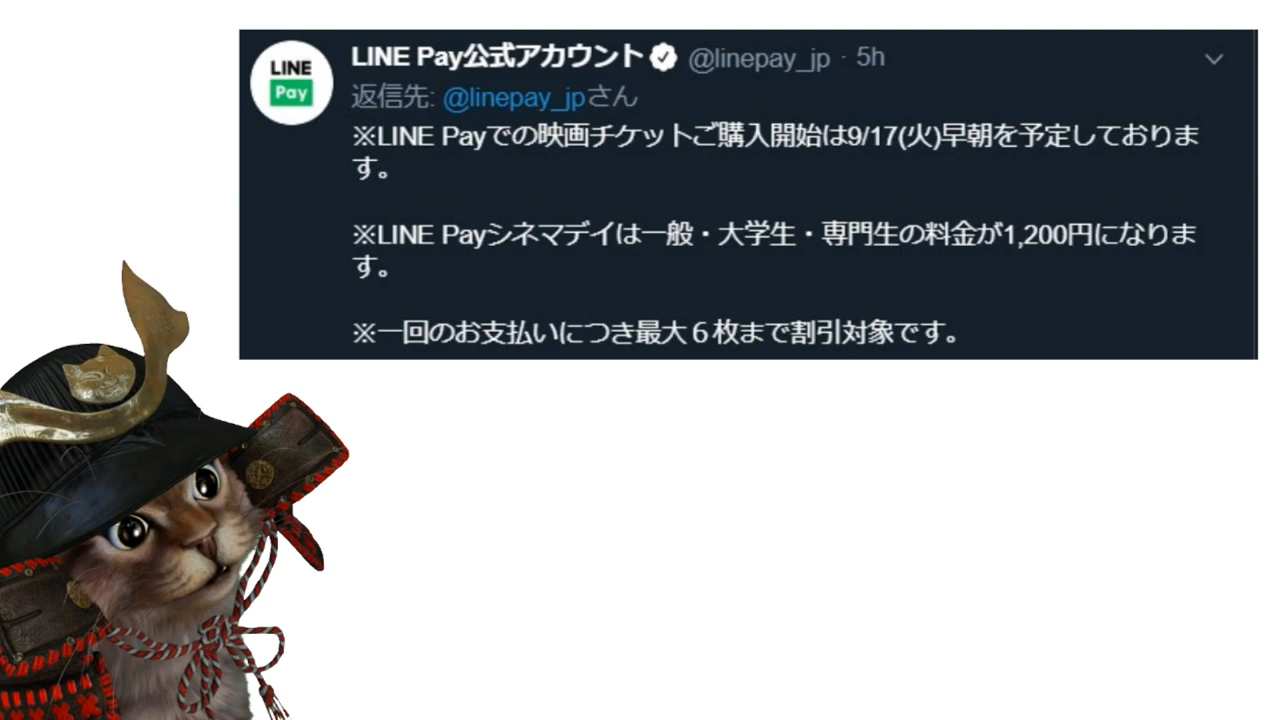 LINE
Pay
LINE Pay公式アカウント @linepay_jp · 5h
返信先: @linepay_jpさん
※LINE Payでの映画チケットご購入開始は9/17(火)早朝を予定しておりま
す。
※LINE Payシネマデイは一般・大学生・専門生の料金が1,200円になりま
す。
※一回のお支払いにつき最大６枚まで割引対象です。